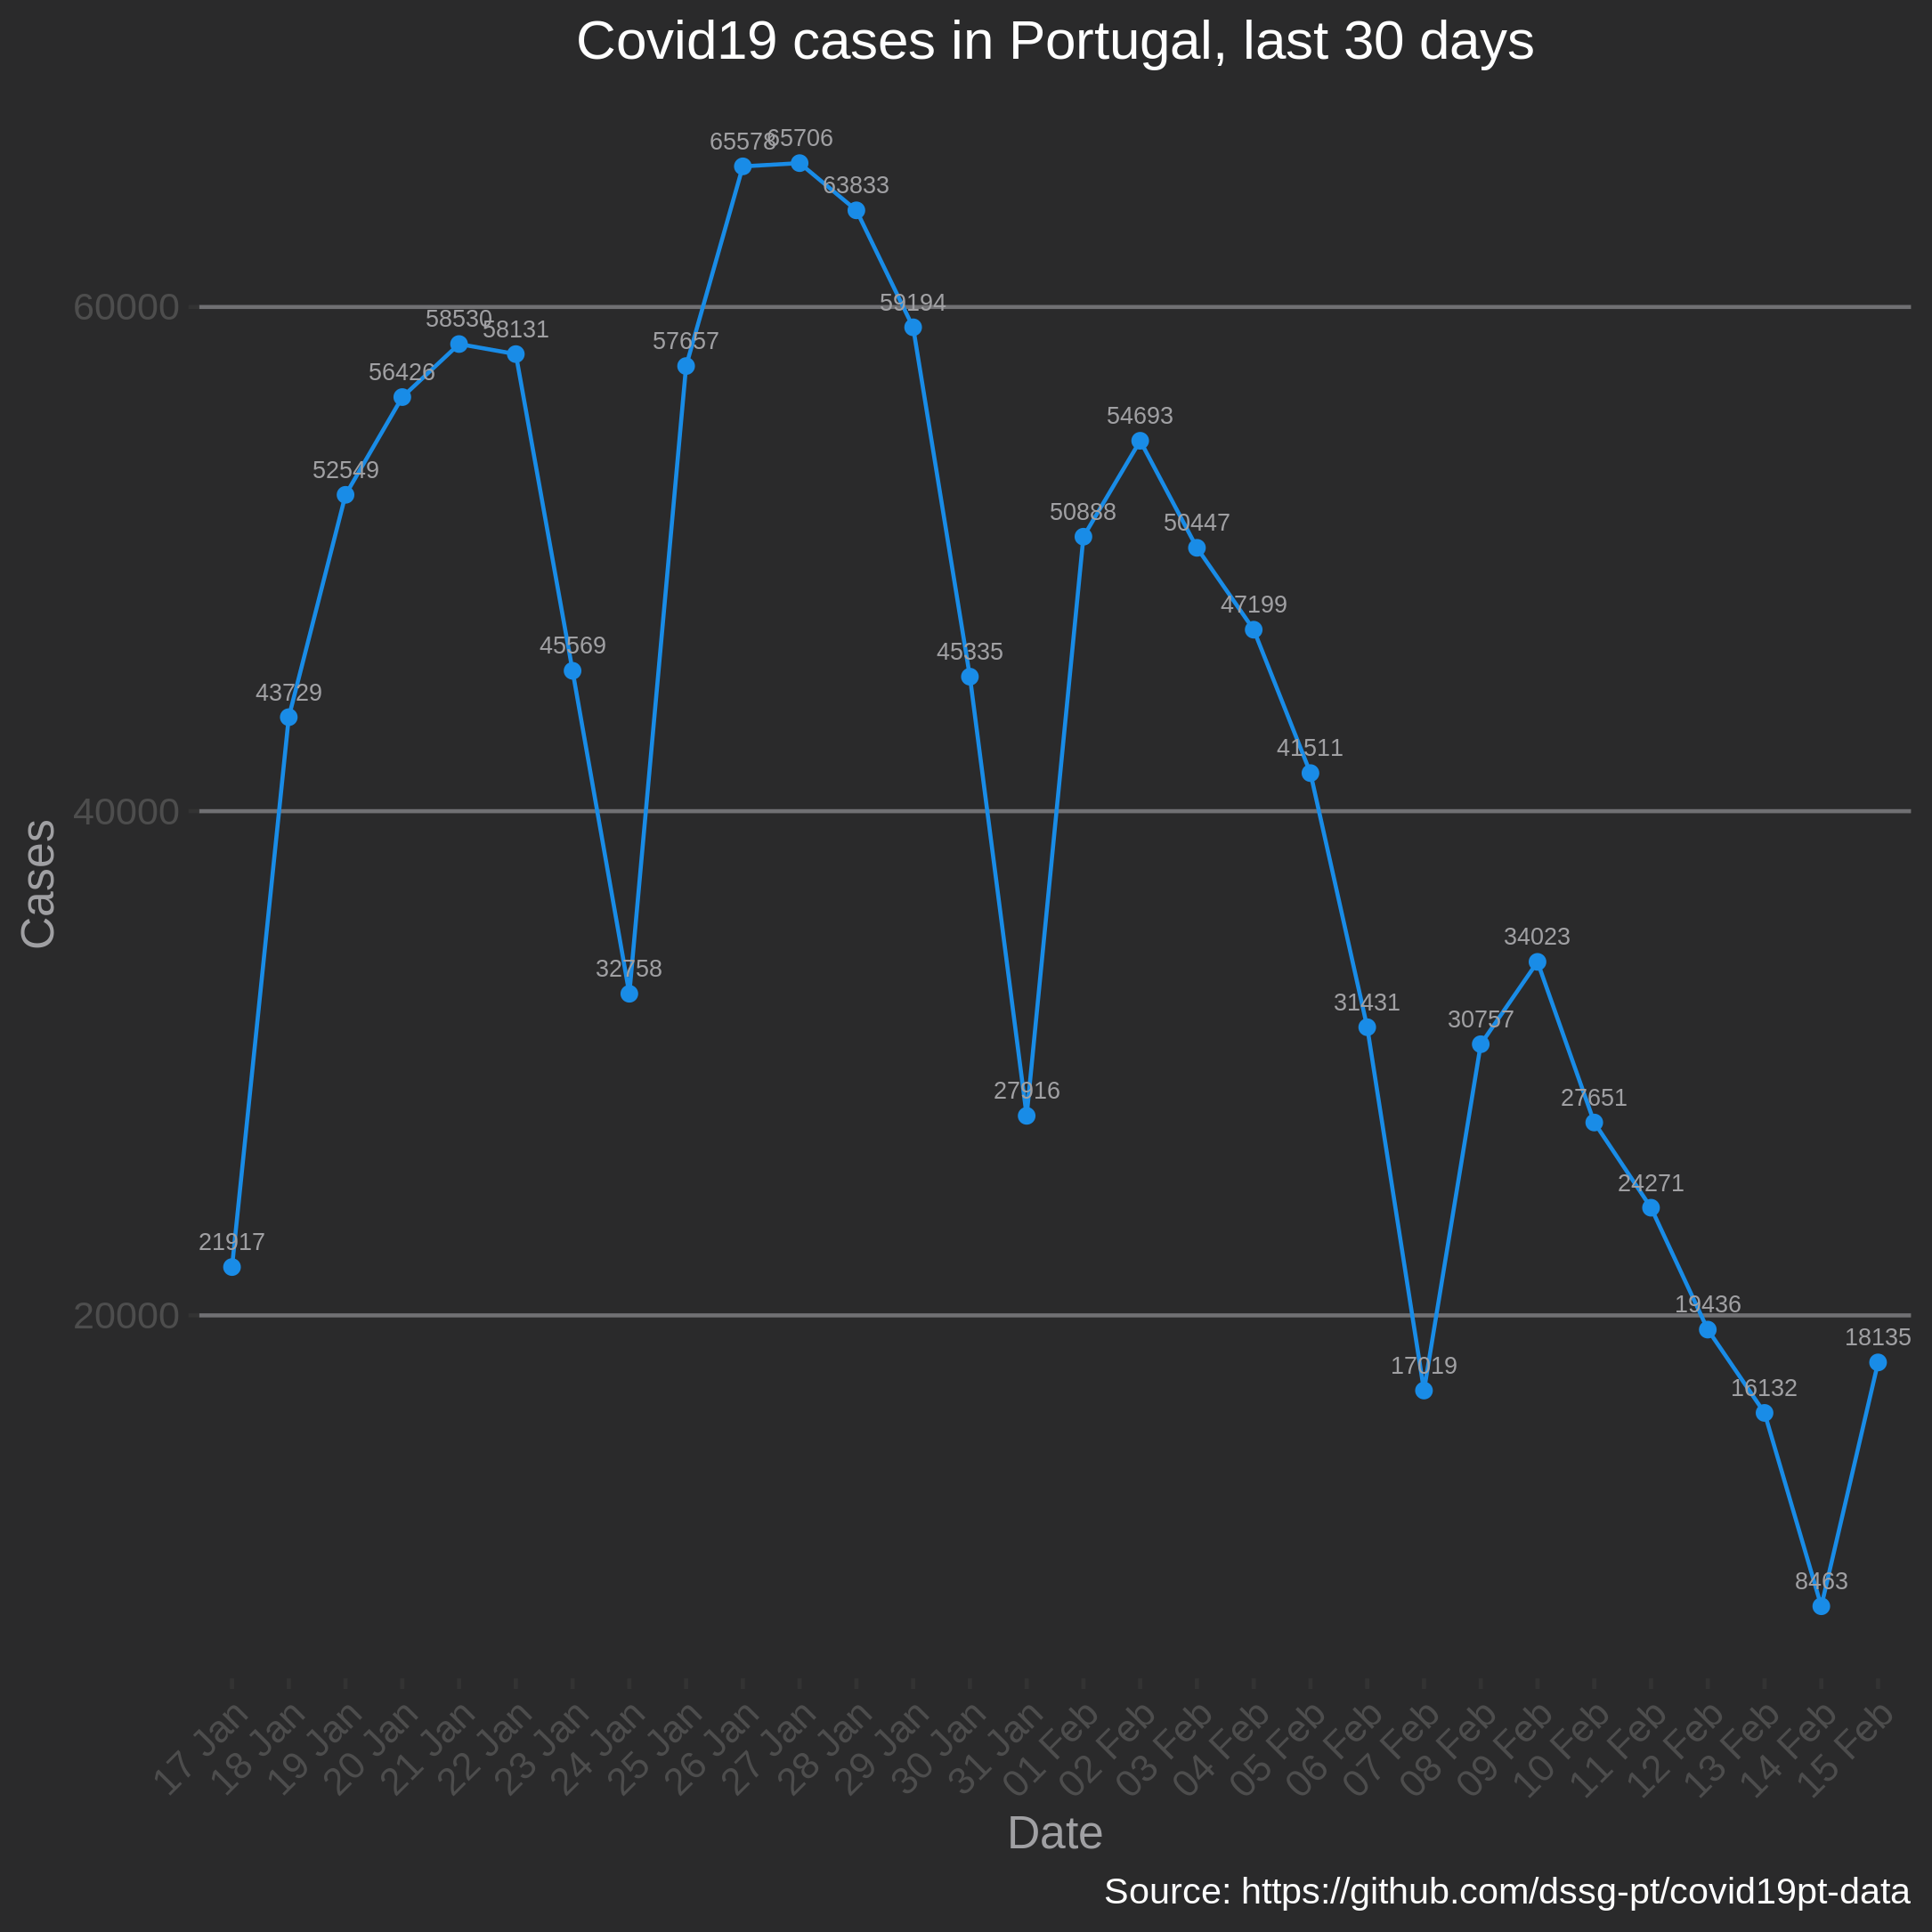 Covid19 cases in Portugal, last 30 days
65578 65706
63833
60000
59194
58530 58131
57657
56426
54693
52549
50888
50447
47199
45569
45335
43729
41511
40000
Cases
34023
32758
31431
30757
27916
27651
24271
21917
20000
19436
18135
17019
16132
8463
17 Jan
18 Jan
19 Jan
20 Jan
21 Jan
22 Jan
23 Jan
24 Jan
25 Jan
26 Jan
27 Jan
28 Jan
29 Jan
30 Jan
31 Jan
01 Feb
02 Feb
03 Feb
04 Feb
05 Feb
06 Feb
07 Feb
08 Feb
09 Feb
10 Feb
11 Feb
12 Feb
13 Feb
14 Feb
15 Feb
Date
Source: https://github.com/dssg-pt/covid19pt-data